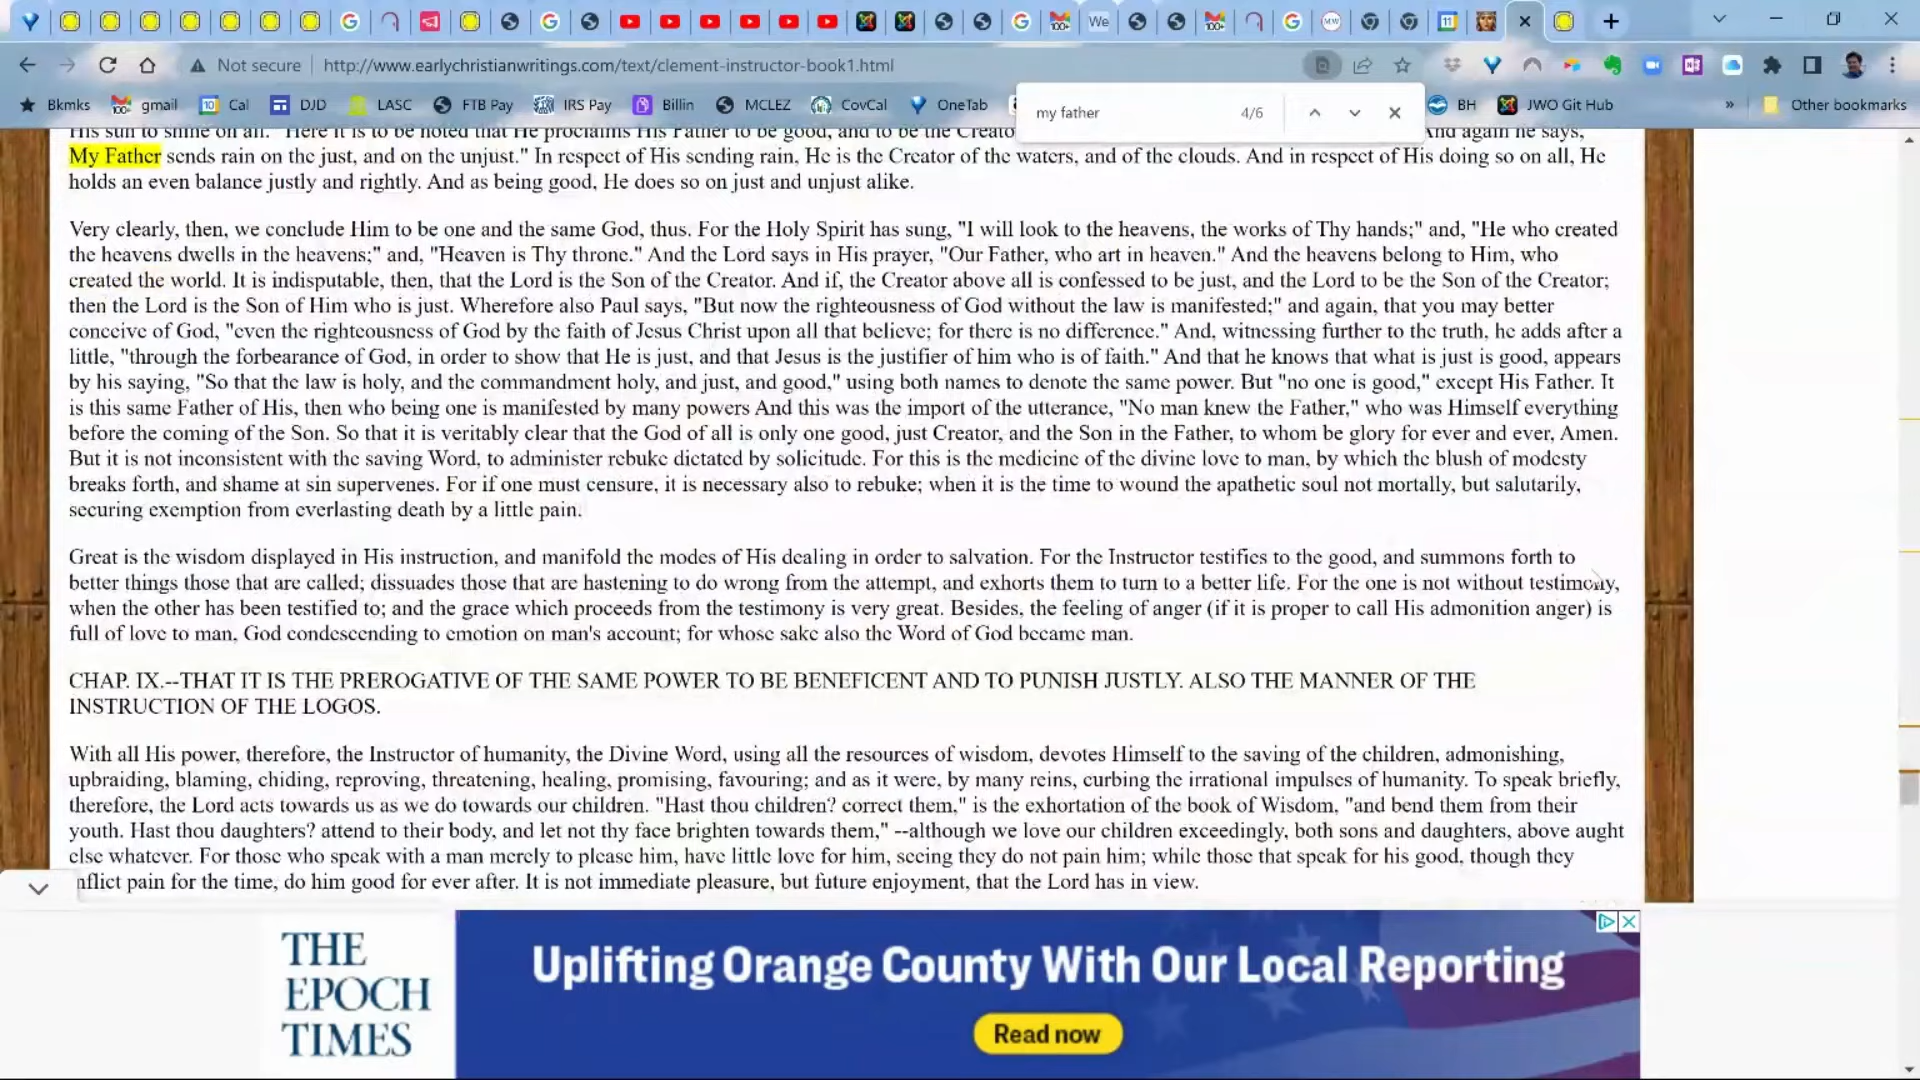 We
MW
11
Not secure
http://www.earlychristianwritings.com/text/clement-instructor-book1.html
Bkmks
100+
gmail
10
Cal
DJD
LASC
FTB Pay
IRS Pay
Billin
MCLEZ
CovCal
OneTab
BH
JWO Git Hub
»
Other bookmarks
my father
4/6
His sun to shine on all." Here it is to be noted that He proclaims His Father to be good, and to be the Creato
And again he says,
My Father sends rain on the just, and on the unjust." In respect of His sending rain, He is the Creator of the waters, and of the clouds. And in respect of His doing so on all, He
holds an even balance justly and rightly. And as being good, He does so on just and unjust alike.
Very clearly, then, we conclude Him to be one and the same God, thus. For the Holy Spirit has sung, "I will look to the heavens, the works of Thy hands;" and, "He who created
the heavens dwells in the heavens;" and, "Heaven is Thy throne." And the Lord says in His prayer, "Our Father, who art in heaven." And the heavens belong to Him, who
created the world. It is indisputable, then, that the Lord is the Son of the Creator. And if, the Creator above all is confessed to be just, and the Lord to be the Son of the Creator;
then the Lord is the Son of Him who is just. Wherefore also Paul says, "But now the righteousness of God without the law is manifested;" and again, that you may better
conceive of God, "even the righteousness of God by the faith of Jesus Christ upon all that believe; for there is no difference." And, witnessing further to the truth, he adds after a
little, "through the forbearance of God, in order to show that He is just, and that Jesus is the justifier of him who is of faith." And that he knows that what is just is good, appears
by his saying, "So that the law is holy, and the commandment holy, and just, and good," using both names to denote the same power. But "no one is good," except His Father. It
is this same Father of His, then who being one is manifested by many powers And this was the import of the utterance, "No man knew the Father," who was Himself everything
before the coming of the Son. So that it is veritably clear that the God of all is only one good, just Creator, and the Son in the Father, to whom be glory for ever and ever, Amen.
But it is not inconsistent with the saving Word, to administer rebuke dictated by solicitude. For this is the medicine of the divine love to man, by which the blush of modesty
breaks forth, and shame at sin supervenes. For if one must censure, it is necessary also to rebuke; when it is the time to wound the apathetic soul not mortally, but salutarily,
securing exemption from everlasting death by a little pain.
Great is the wisdom displayed in His instruction, and manifold the modes of His dealing in order to salvation. For the Instructor testifies to the good, and summons forth to
better things those that are called; dissuades those that are hastening to do wrong from the attempt, and exhorts them to turn to a better life. For the one is not without testimony,
when the other has been testified to; and the grace which proceeds from the testimony is very great. Besides, the feeling of anger (if it is proper to call His admonition anger) is
full of love to man, God condescending to emotion on man's account; for whose sake also the Word of God became man.
CHAP. IX.--THAT IT IS THE PREROGATIVE OF THE SAME POWER TO BE BENEFICENT AND TO PUNISH JUSTLY. ALSO THE MANNER OF THE
INSTRUCTION OF THE LOGOS.
With all His power, therefore, the Instructor of humanity, the Divine Word, using all the resources of wisdom, devotes Himself to the saving of the children, admonishing,
upbraiding, blaming, chiding, reproving, threatening, healing, promising, favouring; and as it were, by many reins, curbing the irrational impulses of humanity. To speak briefly,
therefore, the Lord acts towards us as we do towards our children. "Hast thou children? correct them," is the exhortation of the book of Wisdom, "and bend them from their
youth. Hast thou daughters? attend to their body, and let not thy face brighten towards them," --although we love our children exceedingly, both sons and daughters, above aught
else whatever. For those who speak with a man merely to please him, have little love for him, seeing they do not pain him; while those that speak for his good, though they
nflict pain for the time, do him good for ever after. It is not immediate pleasure, but future enjoyment, that the Lord has in view.
THE
EPOCH
TIMES
Uplifting Orange County With Our Local Reporting
Read now